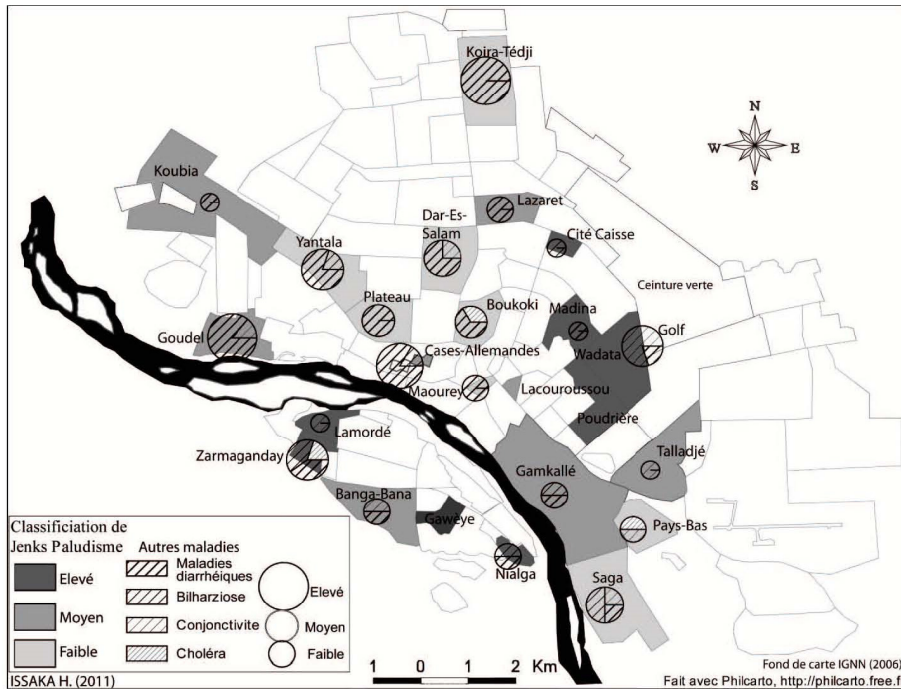 Koira-Tédji
N
W E
S
Koubia
Lazaret
Dar-Es-
Salam
Cité Caisse
Yantala
Ceinture verte
Plateau
Boukoki
Madina
Golf
Goudel
Cases-Allemandes
Wadata
Maourey
Lacouroussou
Poudrière
Lamordé
Zarmaganday
Talladjé
Gamkallé
Banga-Bana
Gawèye
Pays-Bas
Nialga
Saga
Classificiation de
Jenks Paludisme
Elevé
Moyen
Faible
Autres maladies
Maladies
diarrhéiques
Bilharziose
Conjonctivite
Choléra
Elevé
Moyen
Faible
1 0 1 2 Km
ISSAKA H. (2011)
Fond de carte IGNN (2006)
Fait avec Philcarto, http://philcarto.free.f